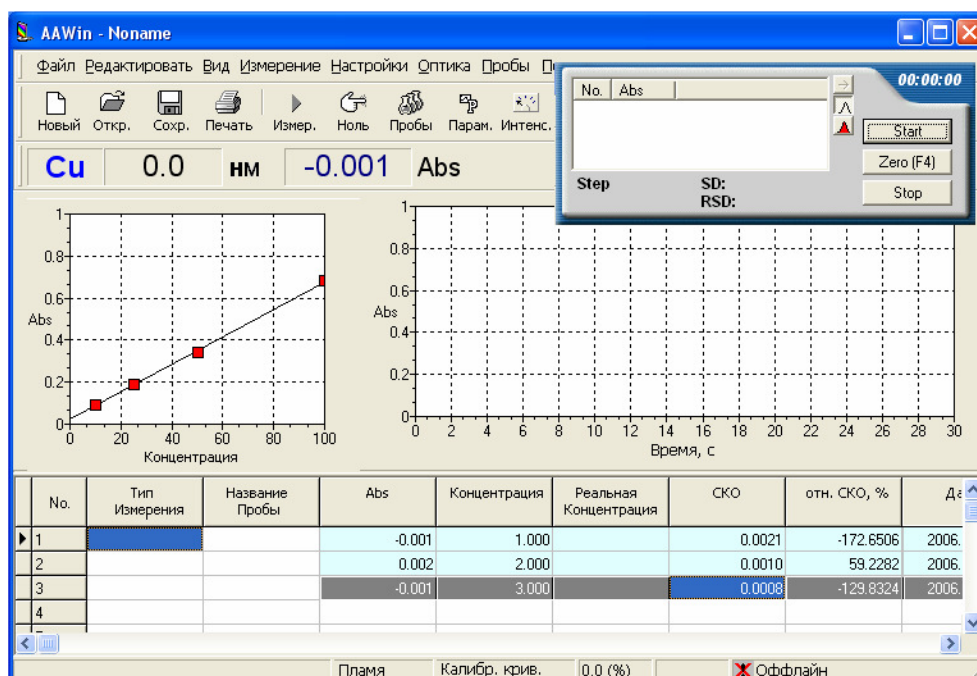 AAWin - Noname
Файл Редактировать Вид Измерение Настройки Оптика Пробы
Новый Откр. Сохр. Печать Измер. Ноль Пробы Парам. Интенс.
Cu 0.0 нм -0.001 Abs
No. Abs
00:00:00
Start
Zero (F4)
Stop
Step SD:
RSD:
1
0.8
0.6
Abs
0.4
0.2
0
0 20 40 60 80 100
Концентрация
1
0.8
0.6
Abs
0.4
0.2
0
0 2 4 6 8 10 12 14 16 18 20 22 24 26 28 30
Время, с
No. Тип Измерения Название Пробы Abs Концентрация Реальная Концентрация СКО отн. СКО, %
1 -0.001 1.000 0.0021 -172.6506 2006.
2 0.002 2.000 0.0010 59.2282 2006.
3 -0.001 3.000 0.0008 -129.8324 2006.
4
Пламя Калибр. крив. 0.0 (%) Оффлайн